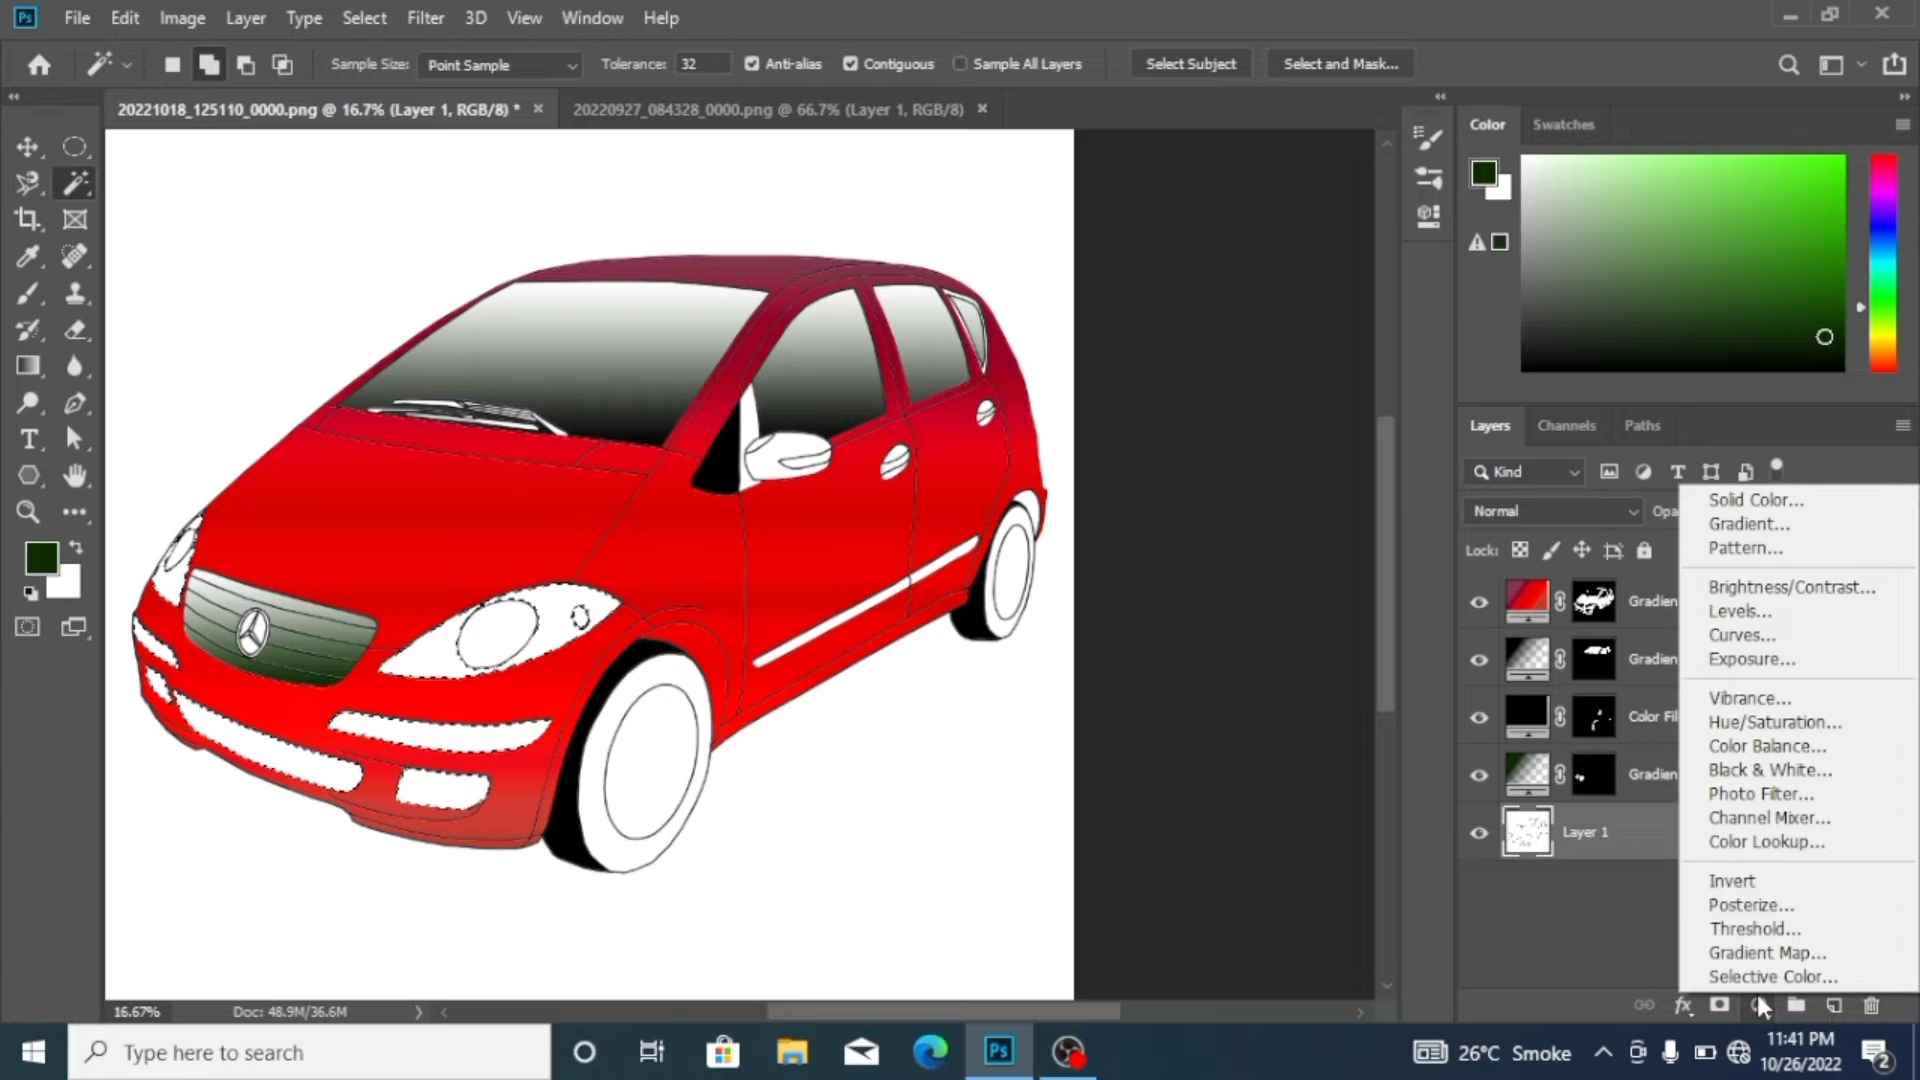 Ps File Edit Image Layer Type Select Filter 3D View Window Help
Sample Size: Point Sample Tolerance: 32 Anti-alias Contiguous Sample All Layers Select Subject Select and Mask...
20221018_125110_0000.png @ 16.7% (Layer 1, RGB/8) * 20220927_084328_0000.png @ 66.7% (Layer 1, RGB/8)
Color Swatches
Layers Channels Paths
Kind
Normal Opa
Lock:
Gradien
Gradien
Color Fil
Gradien
Layer 1
Solid Color...
Gradient...
Pattern...
Brightness/Contrast...
Levels...
Curves...
Exposure...
Vibrance...
Hue/Saturation...
Color Balance...
Black & White...
Photo Filter...
Channel Mixer...
Color Lookup...
Invert
Posterize...
Threshold...
Gradient Map...
Selective Color...
fx
16.67% Doc: 48.9M/36.6M
Type here to search
Ps
26°C Smoke
11:41 PM
10/26/2022
2